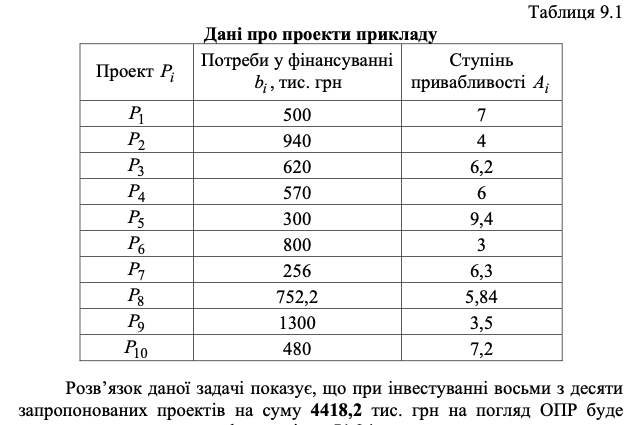 Таблиця 9.1
Дані про проекти прикладу
Проект Pi
Потреби у фінансуванні bi , тис. грн
Ступінь привабливості Ai
P1 500 7
P2 940 4
P3 620 6,2
P4 570 6
P5 300 9,4
P6 800 3
P7 256 6,3
P8 752,2 5,84
P9 1300 3,5
P10 480 7,2
Розв’язок даної задачі показує, що при інвестуванні восьми з десяти
запропонованих проектів на суму 4418,2 тис. грн на погляд ОПР буде